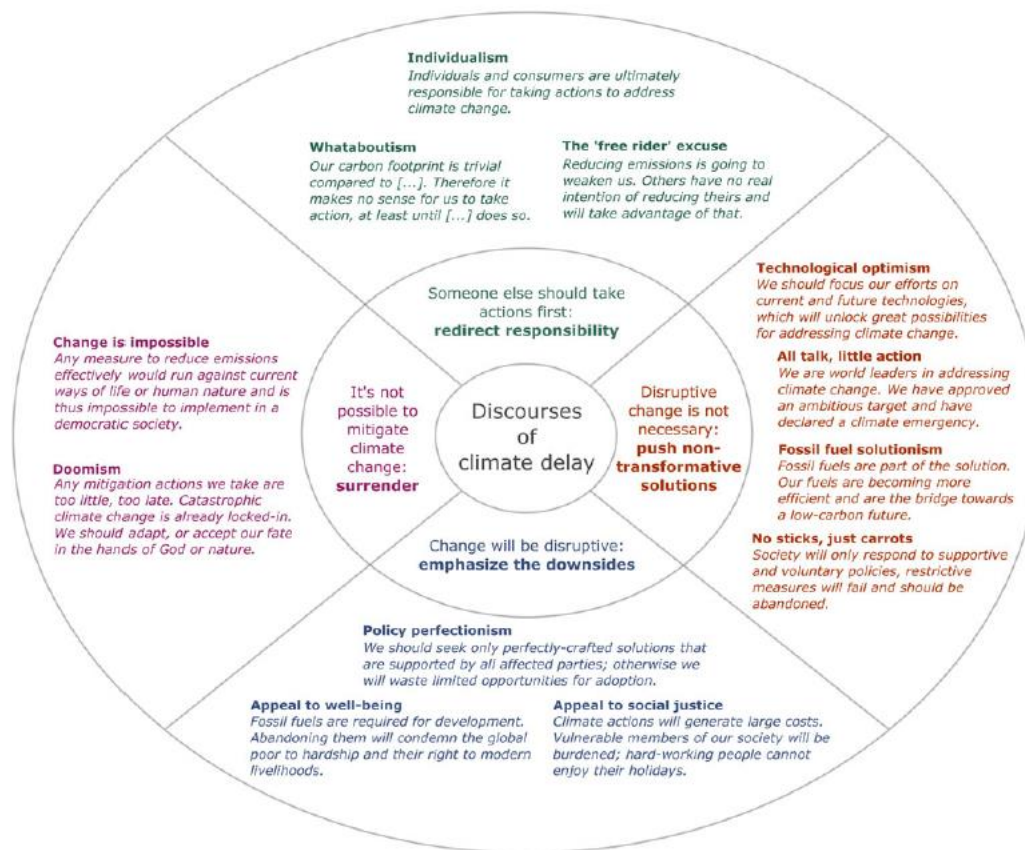 Individualism
Individuals and consumers are ultimately
responsible for taking actions to address
climate change.
Whataboutism
Our carbon footprint is trivial
compared to [...]. Therefore it
makes no sense for us to take
action, at least until [...] does so.
The 'free rider' excuse
Reducing emissions is going to
weaken us. Others have no real
intention of reducing theirs and
will take advantage of that.
Someone else should take
actions first:
redirect responsibility
Technological optimism
We should focus our efforts on
current and future technologies,
which will unlock great possibilities
for addressing climate change.
All talk, little action
We are world leaders in addressing
climate change. We have approved
an ambitious target and have
declared a climate emergency.
Fossil fuel solutionism
Fossil fuels are part of the solution.
Our fuels are becoming more
efficient and are the bridge towards
a low-carbon future.
No sticks, just carrots
Society will only respond to supportive
and voluntary policies, restrictive
measures will fail and should be
abandoned.
Disruptive
change is not
necessary:
push non-
transformative
solutions
Discourses
of
climate delay
It's not
possible to
mitigate
climate
change:
surrender
Change is impossible
Any measure to reduce emissions
effectively would run against current
ways of life or human nature and is
thus impossible to implement in a
democratic society.
Doomism
Any mitigation actions we take are
too little, too late. Catastrophic
climate change is already locked-in.
We should adapt, or accept our fate
in the hands of God or nature.
Change will be disruptive:
emphasize the downsides
Policy perfectionism
We should seek only perfectly-crafted solutions that
are supported by all affected parties; otherwise we
will waste limited opportunities for adoption.
Appeal to well-being
Fossil fuels are required for development.
Abandoning them will condemn the global
poor to hardship and their right to modern
livelihoods.
Appeal to social justice
Climate actions will generate large costs.
Vulnerable members of our society will be
burdened; hard-working people cannot
enjoy their holidays.